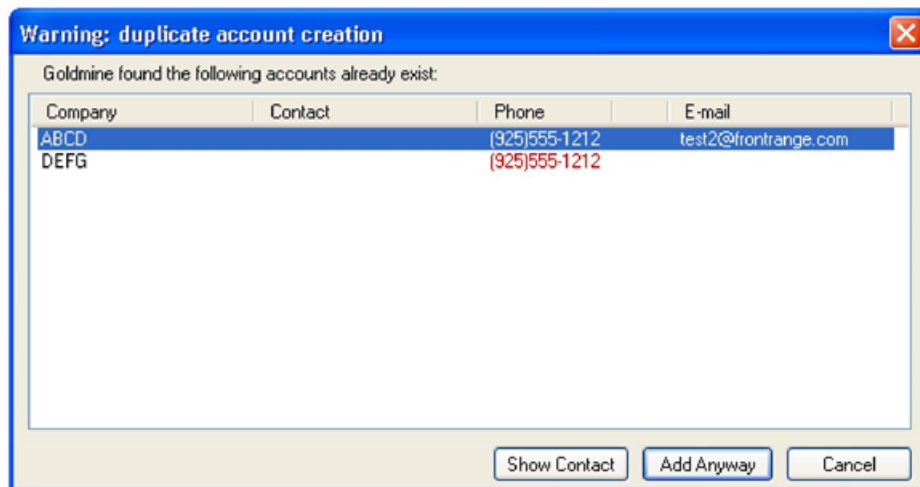 Warning: duplicate account creation
Goldmine found the following accounts already exist:
Company Contact Phone E-mail
ABCD (925)555-1212 test2@frontrange.com
DEFG (925)555-1212
Show Contact Add Anyway Cancel